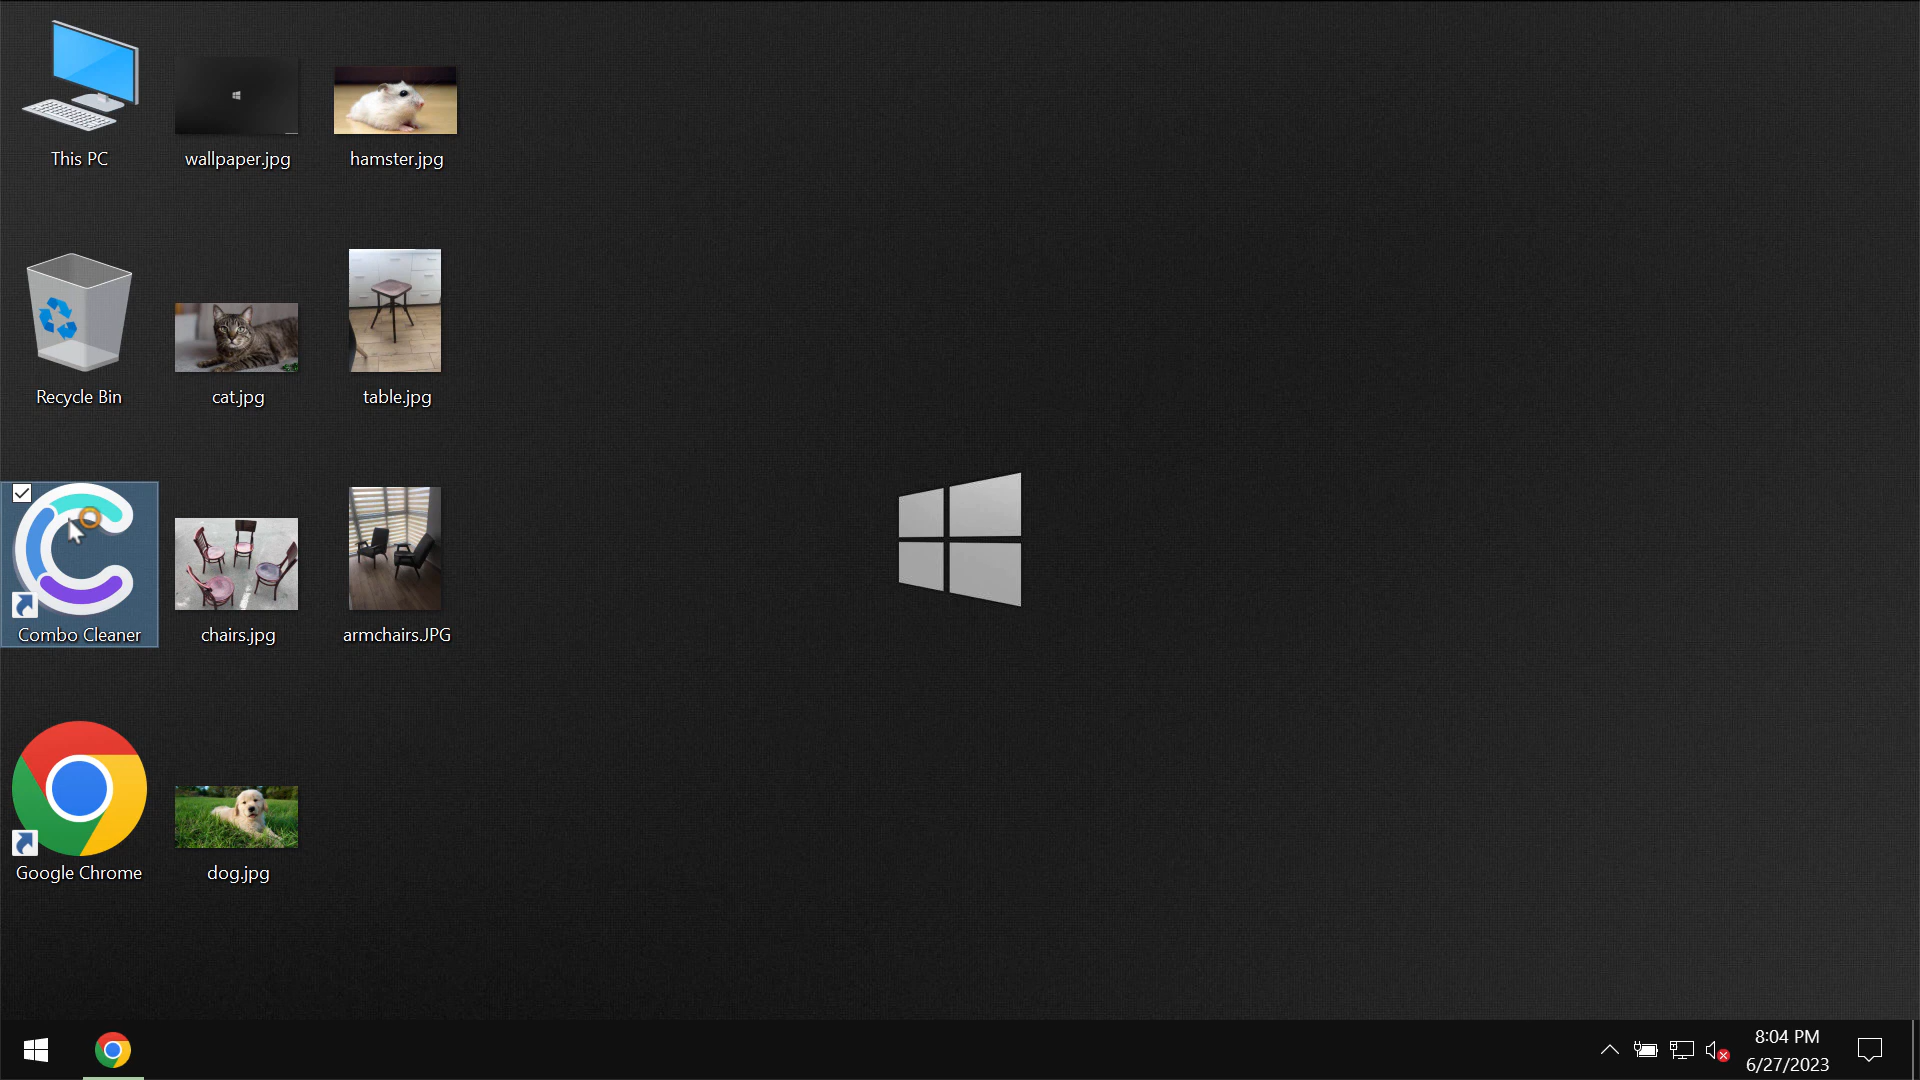 This PC
wallpaper.jpg
hamster.jpg
Recycle Bin
cat.jpg
table.jpg
Combo Cleaner
chairs.jpg
armchairs.JPG
Google Chrome
dog.jpg
8:04 PM
6/27/2023